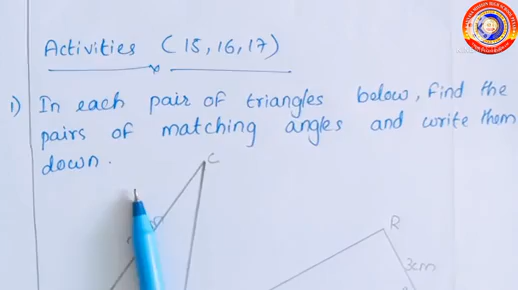 Activities (15, 16, 17)
1) In each pair of triangles below, find the
pairs of matching angles and write them
down.
C
R
3cm